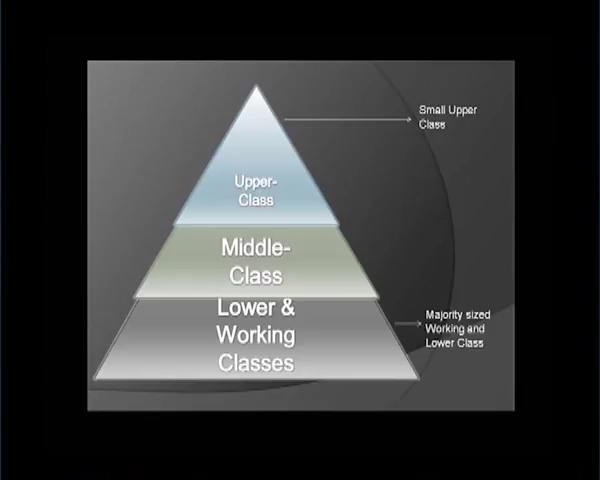 Small Upper
Class
Upper-
Class
Middle-
Class
Lower &
Working
Classes
Majority sized
Working and
Lower Class